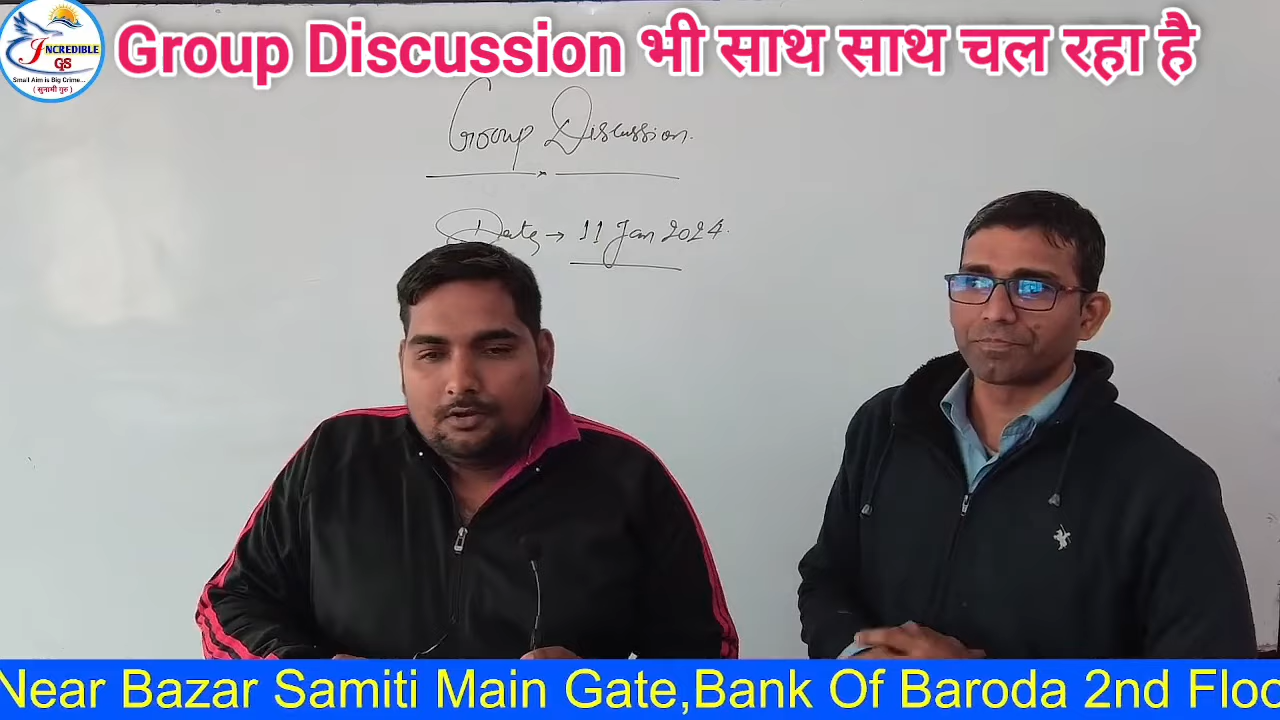 INCREDIBLE
GS
Small Aim is Big Crime...
( सुनामी गुरु )
Group Discussion भी साथ साथ चल रहा है
Group Discussion.
Date → 11 Jan 2024.
Near Bazar Samiti Main Gate,Bank Of Baroda 2nd Floo